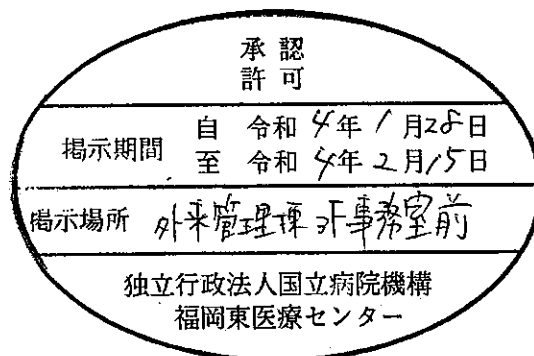 承認
許可
掲示期間 自 令和 4年 1月28日
至 令和 4年 2月15日
掲示場所 外来管理棟3F事務室前
独立行政法人国立病院機構
福岡東医療センター